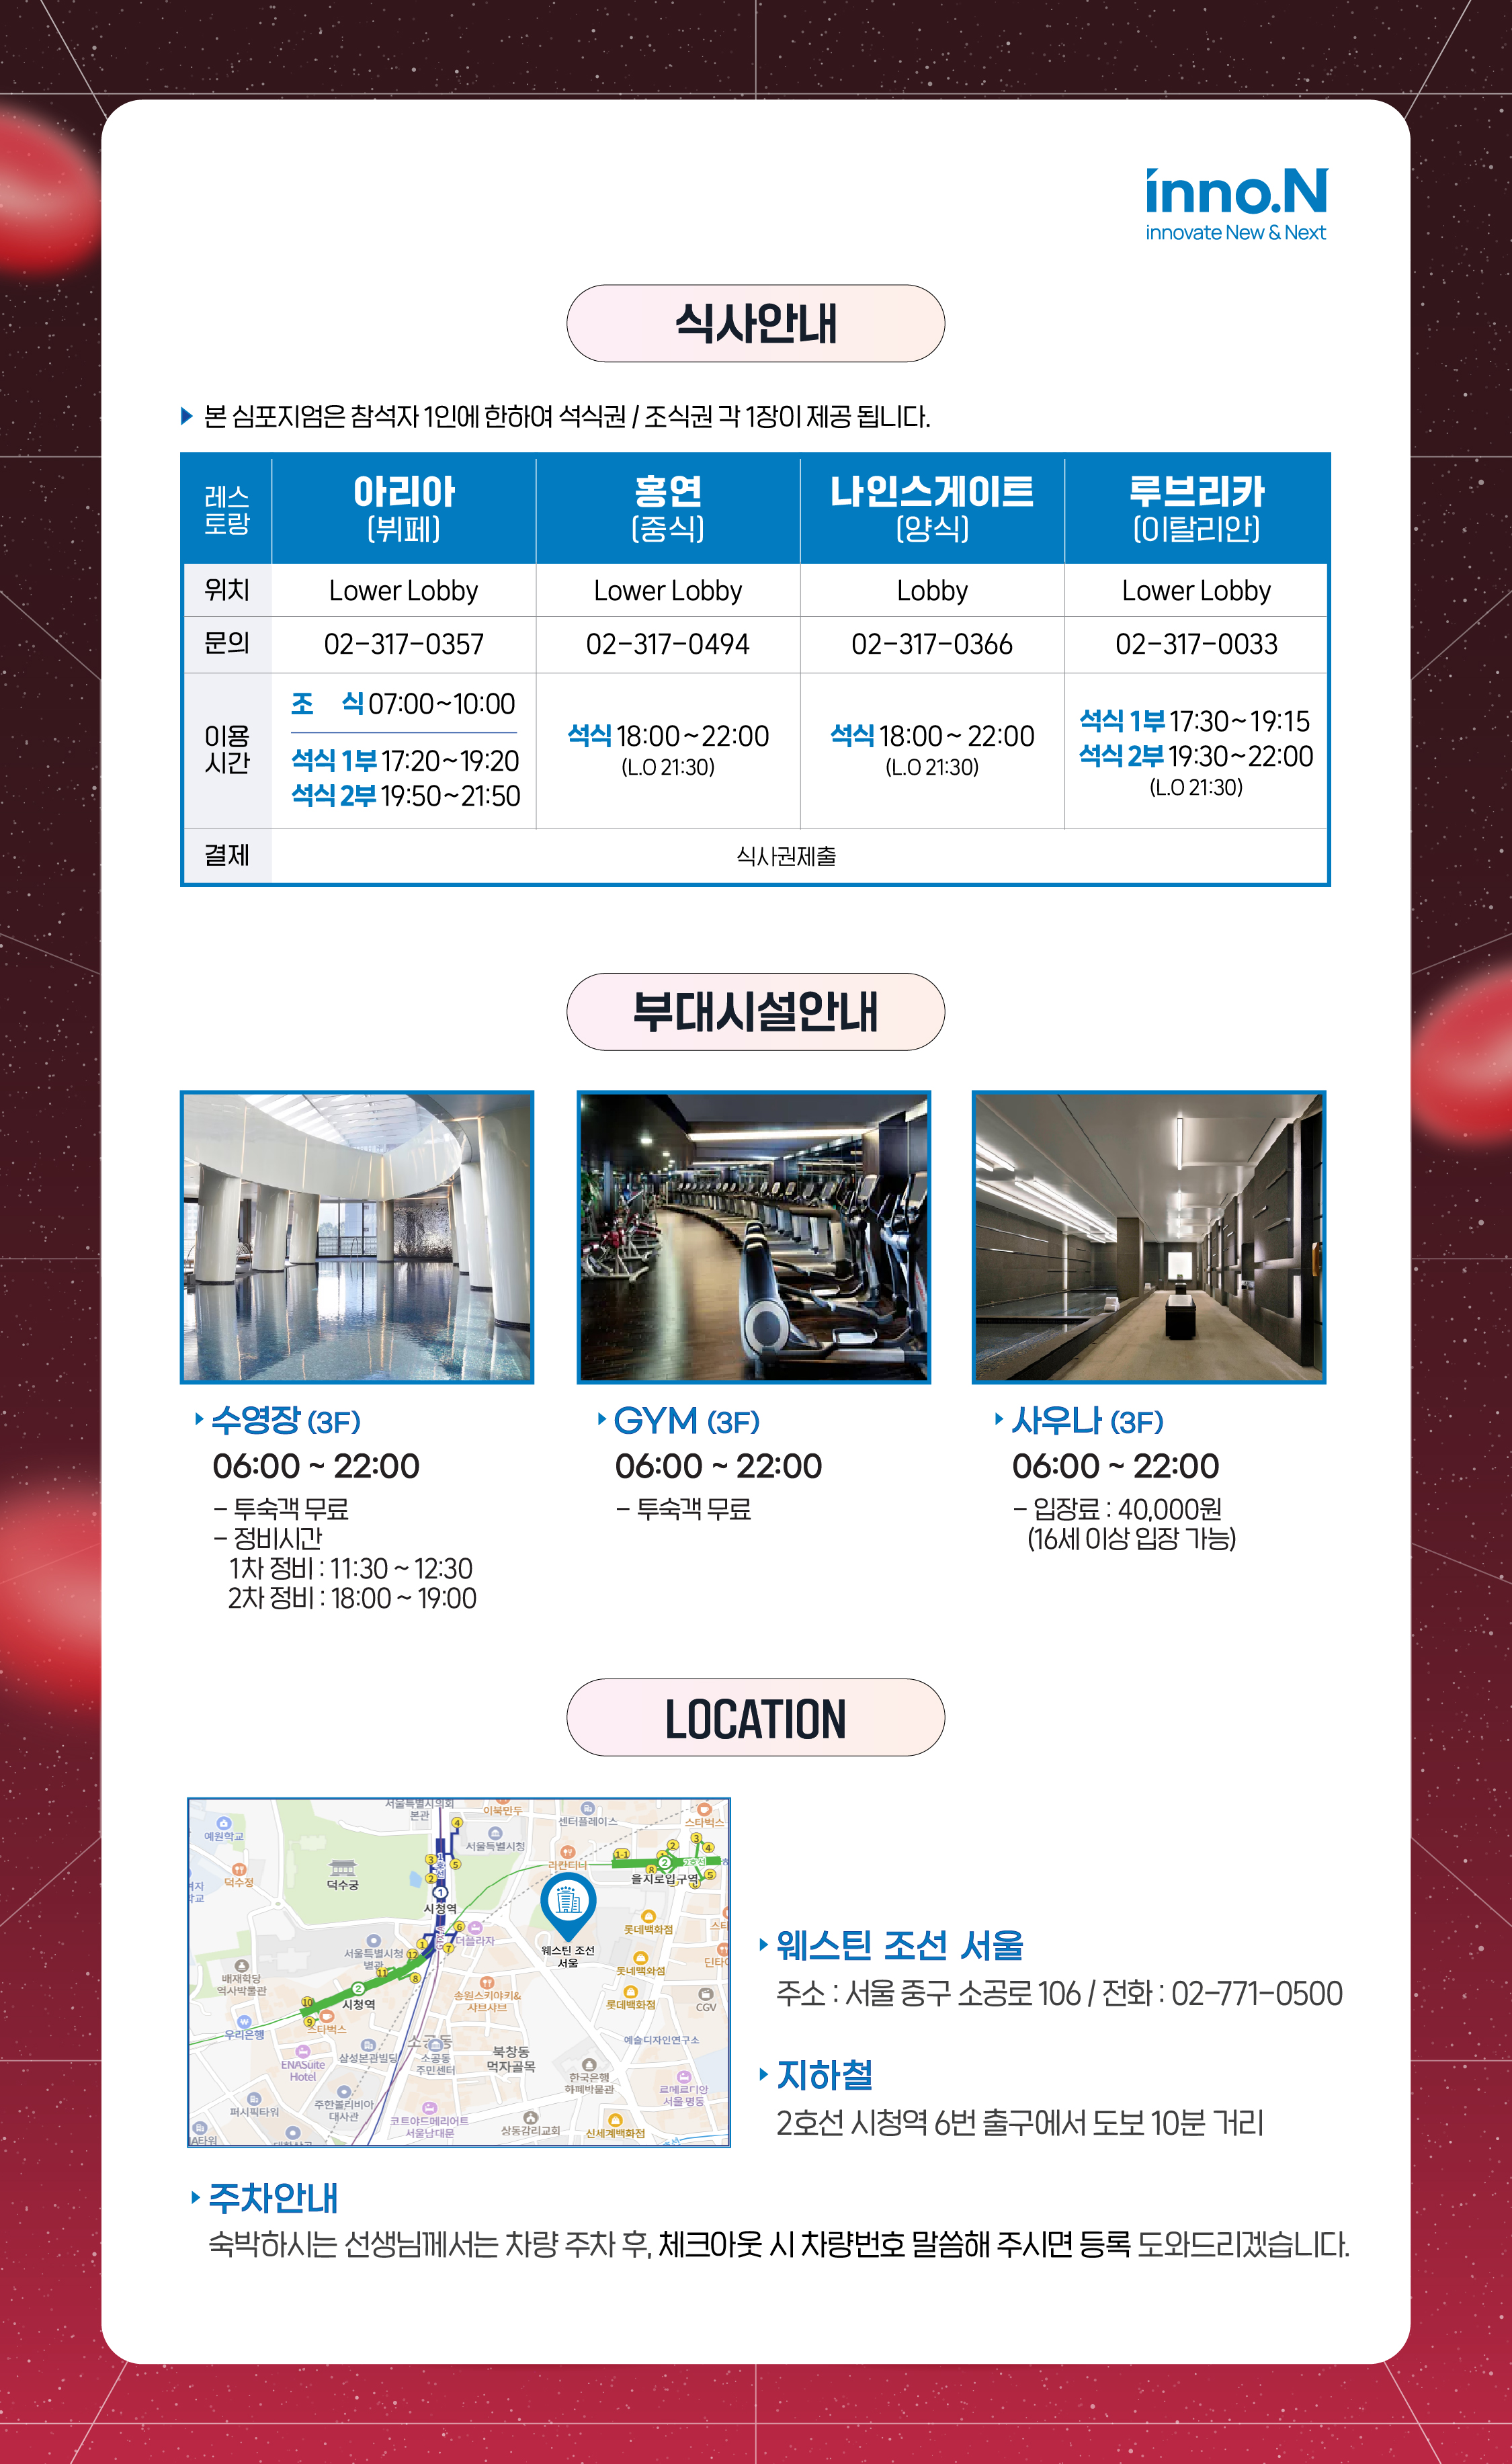 inno.N
innovate New & Next
식사안내
본 심포지엄은 참석자 1인에 한하여 석식권 / 조식권 각 1장이 제공 됩니다.
레스토랑 아리아 (뷔페) 홍연 (중식) 나인스게이트 (양식) 루브리카 (이탈리안)
위치 Lower Lobby Lower Lobby Lobby Lower Lobby
문의 02-317-0357 02-317-0494 02-317-0366 02-317-0033
이용시간
조 식 07:00~10:00
석식 1부 17:20~19:20
석식 2부 19:50~21:50
석식 18:00~22:00
(L.O 21:30)
석식 18:00~ 22:00
(L.O 21:30)
석식 1부 17:30~19:15
석식 2부 19:30~22:00
(L.O 21:30)
결제 식사권제출
부대시설안내
수영장 (3F)
06:00 ~ 22:00
- 투숙객 무료
- 정비시간
1차 정비 : 11:30 ~ 12:30
2차 정비 : 18:00 ~ 19:00
GYM (3F)
06:00 ~ 22:00
- 투숙객 무료
사우나 (3F)
06:00 ~ 22:00
- 입장료 : 40,000원
(16세 이상 입장 가능)
LOCATION
서울특별시의회
본관
이북만두
센터플레이스
스타벅스
예원학교
서울특별시청
덕수정
덕수궁
라칸티나
2호선
을지로입구역
1호선
시청역
더플라자
롯데백화점
서울특별시청
별관
웨스틴 조선
서울
배재학당
역사박물관
롯데백화점
송원스키야키&
샤브샤브
롯데백화점
CGV
시청역
스타벅스
우리은행
예술디자인연구소
소공동
ENASuite
Hotel
삼성본관빌딩
소공동
주민센터
북창동
먹자골목
한국은행
화폐박물관
르메르디앙
서울 명동
퍼시픽타워
주한볼리비아
대사관
코트야드메리어트
서울남대문
상동감리교회
신세계백화점
웨스틴 조선 서울
주소 : 서울 중구 소공로 106 / 전화 : 02-771-0500
지하철
2호선 시청역 6번 출구에서 도보 10분 거리
주차안내
숙박하시는 선생님께서는 차량 주차 후, 체크아웃 시 차량번호 말씀해 주시면 등록 도와드리겠습니다.